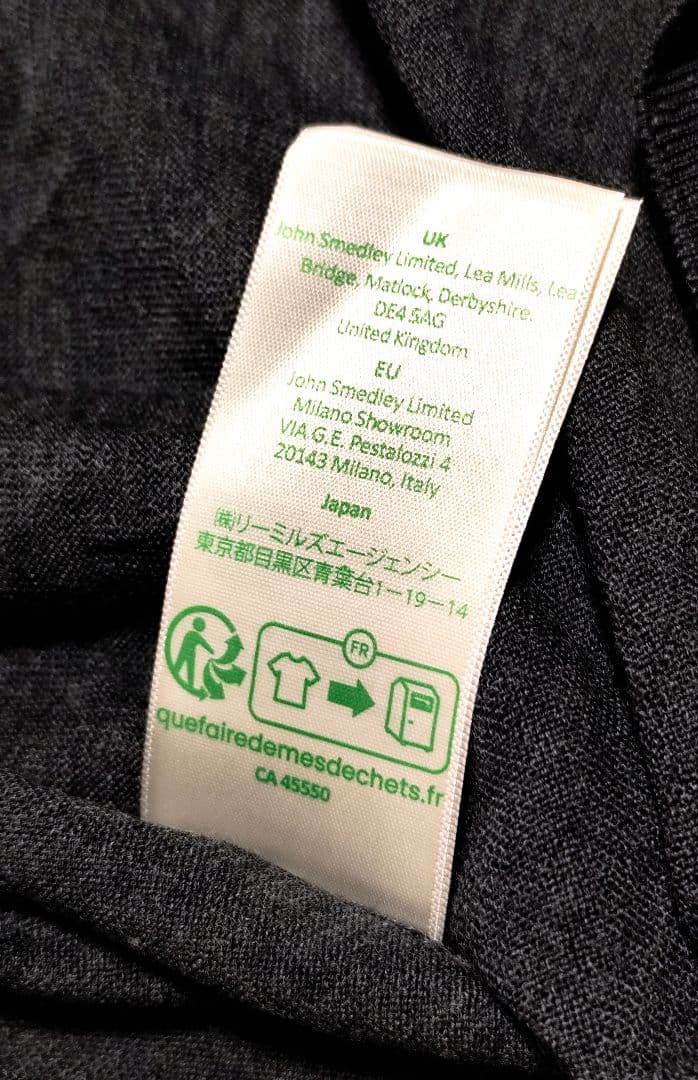 UK
John Smedley Limited, Lea Mills, Lea
Bridge, Matlock, Derbyshire.
DE4 5AG
United Kingdom
EU
John Smedley Limited
Milano Showroom
VIA G.E. Pestalozzi 4
20143 Milano, Italy
Japan
㈱リーミルズエージェンシー
東京都目黒区青葉台1-19-14
FR
quefairedemesdechets.fr
CA 45550